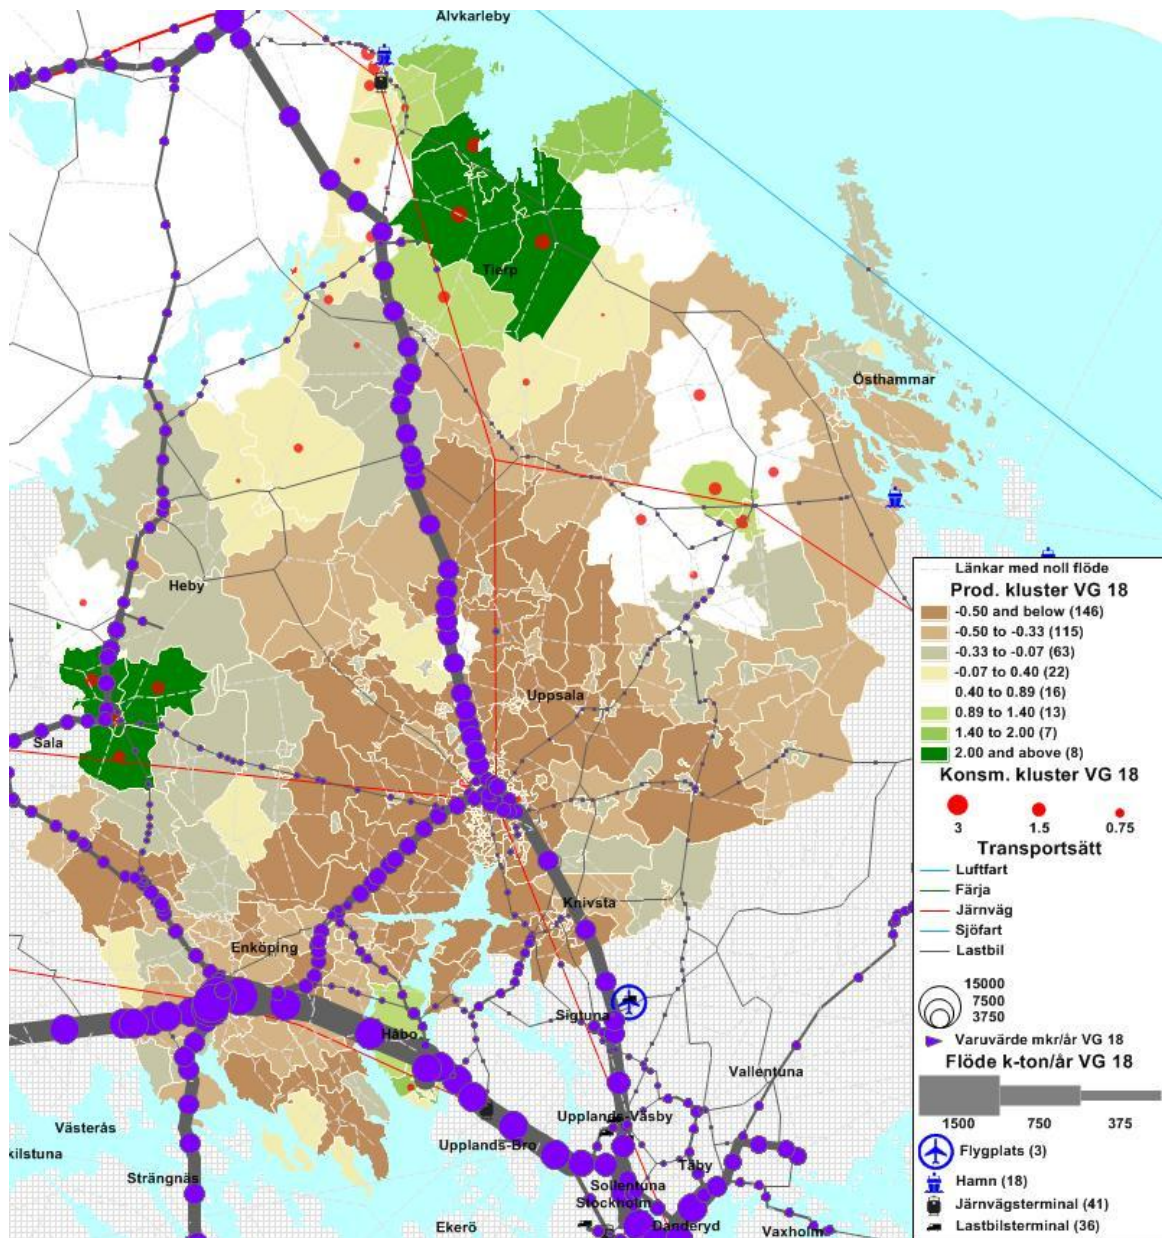 Alvkarleby
Tierp
Östhammar
Heby
Uppsala
Sala
Knivsta
Enköping
Sigtuna
Håbo
Vallentuna
Västerås
Upplands-Väsby
Upplands-Bro
kilstuna
Täby
Strängnäs
Sollentuna
Stockholm
Ekerö
Danderyd
Vaxholm
Länkar med noll flöde
Prod. kluster VG 18
-0.50 and below (146)
-0.50 to -0.33 (115)
-0.33 to -0.07 (63)
-0.07 to 0.40 (22)
0.40 to 0.89 (16)
0.89 to 1.40 (13)
1.40 to 2.00 (7)
2.00 and above (8)
Konsm. kluster VG 18
3 1.5 0.75
Transportsätt
Luftfart
Färja
Järnväg
Sjöfart
Lastbil
15000
7500
3750
Varuvärde mkr/år VG 18
Flöde k-ton/år VG 18
1500 750 375
Flygplats (3)
Hamn (18)
Järnvägsterminal (41)
Lastbilsterminal (36)